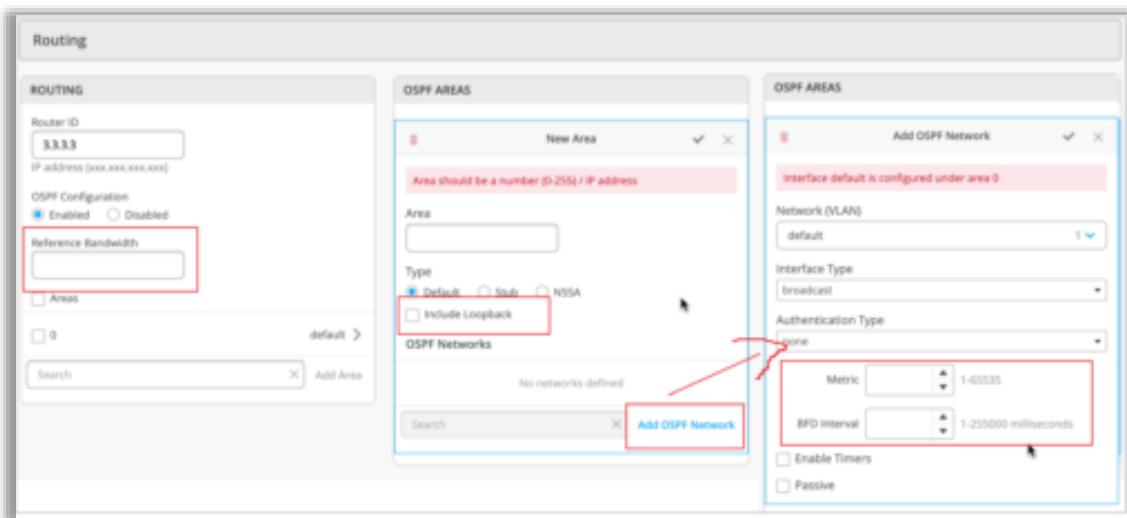 Routing
ROUTING
Router ID
3.3.3.3
IP address (xxx.xxx.xxx.xxx)
OSPF Configuration
Enabled Disabled
Reference Bandwidth
Areas
0 default
Search Add Area
OSPF AREAS
New Area
Area should be a number (0-255) / IP address
Area
Type
Default Stub NSSA
Include Loopback
OSPF Networks
No networks defined
Search Add OSPF Network
OSPF AREAS
Add OSPF Network
Interface default is configured under area 0
Network (VLAN)
default 1
Interface Type
broadcast
Authentication Type
none
Metric 1-65535
BFD Interval 1-255000 milliseconds
Enable Timers
Passive